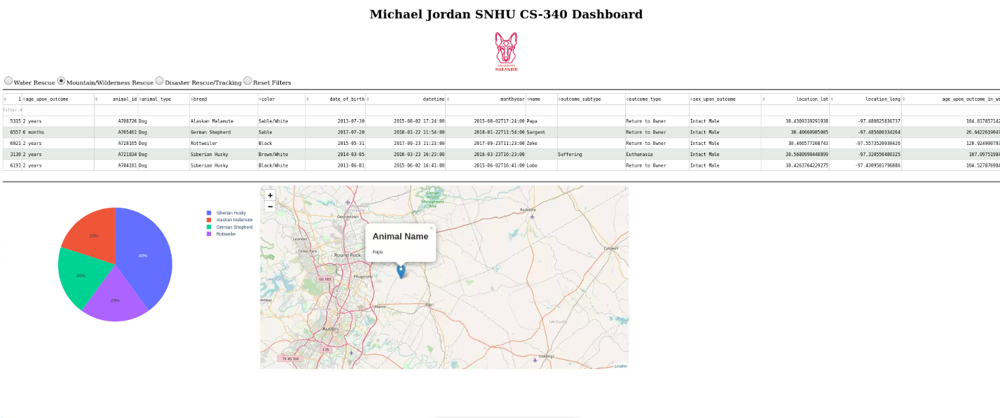 Michael Jordan SNHU CS-340 Dashboard
SALVARE
Water Rescue Mountain/Wilderness Rescue Disaster Rescue/Tracking Reset Filters
1 age_upon_outcome animal_id animal_type breed color date_of_birth datetime monthyear name outcome_subtype outcome_type sex_upon_outcome location_lat location_long age_upon_outcome_in_we
filter d
5315 2 years A708726 Dog Alaskan Malamute Sable/White 2013-07-30 2015-08-02 17:24:00 2015-08-02T17:24:00 Papa Return to Owner Intact Male 30.4309339291938 -97.480825836737 104.817857142
6557 6 months A765461 Dog German Shepherd Sable 2017-07-20 2018-01-22 11:54:00 2018-01-22T11:54:00 Sargent Return to Owner Intact Male 30.40668985085 -97.485680334264 26.6422619047
6021 2 years A728165 Dog Rottweiler Black 2015-05-31 2017-09-23 11:23:00 2017-09-23T11:23:00 Zeke Return to Owner Intact Male 30.466577208743 -97.5573520938426 120.924900793
3130 2 years A721834 Dog Siberian Husky Brown/White 2014-03-05 2016-03-23 16:23:00 2016-03-23T16:23:00 Suffering Euthanasia Intact Male 30.5680998448899 -97.320550480325 107.09751984
6191 2 years A704101 Dog Siberian Husky Black/White 2013-06-01 2015-06-02 16:41:00 2015-06-02T16:41:00 Lobo Return to Owner Intact Male 30.4263764229275 -97.4309581796886 104.527876984
Siberian Husky
Alaskan Malamute
German Shepherd
Rottweiler
40%
20%
20%
20%
+
−
Granger
Wildlife
Management
Area
Williamson
County
Georgetown
Rockdale
Leander
Cedar Park
Round Rock
Caldwell
Animal Name
Papa
×
US 183
Pflugerville
keway
Manor
Elgin
Lee County
Austin
I 35
TX 45 Toll
Giddings
Leaflet